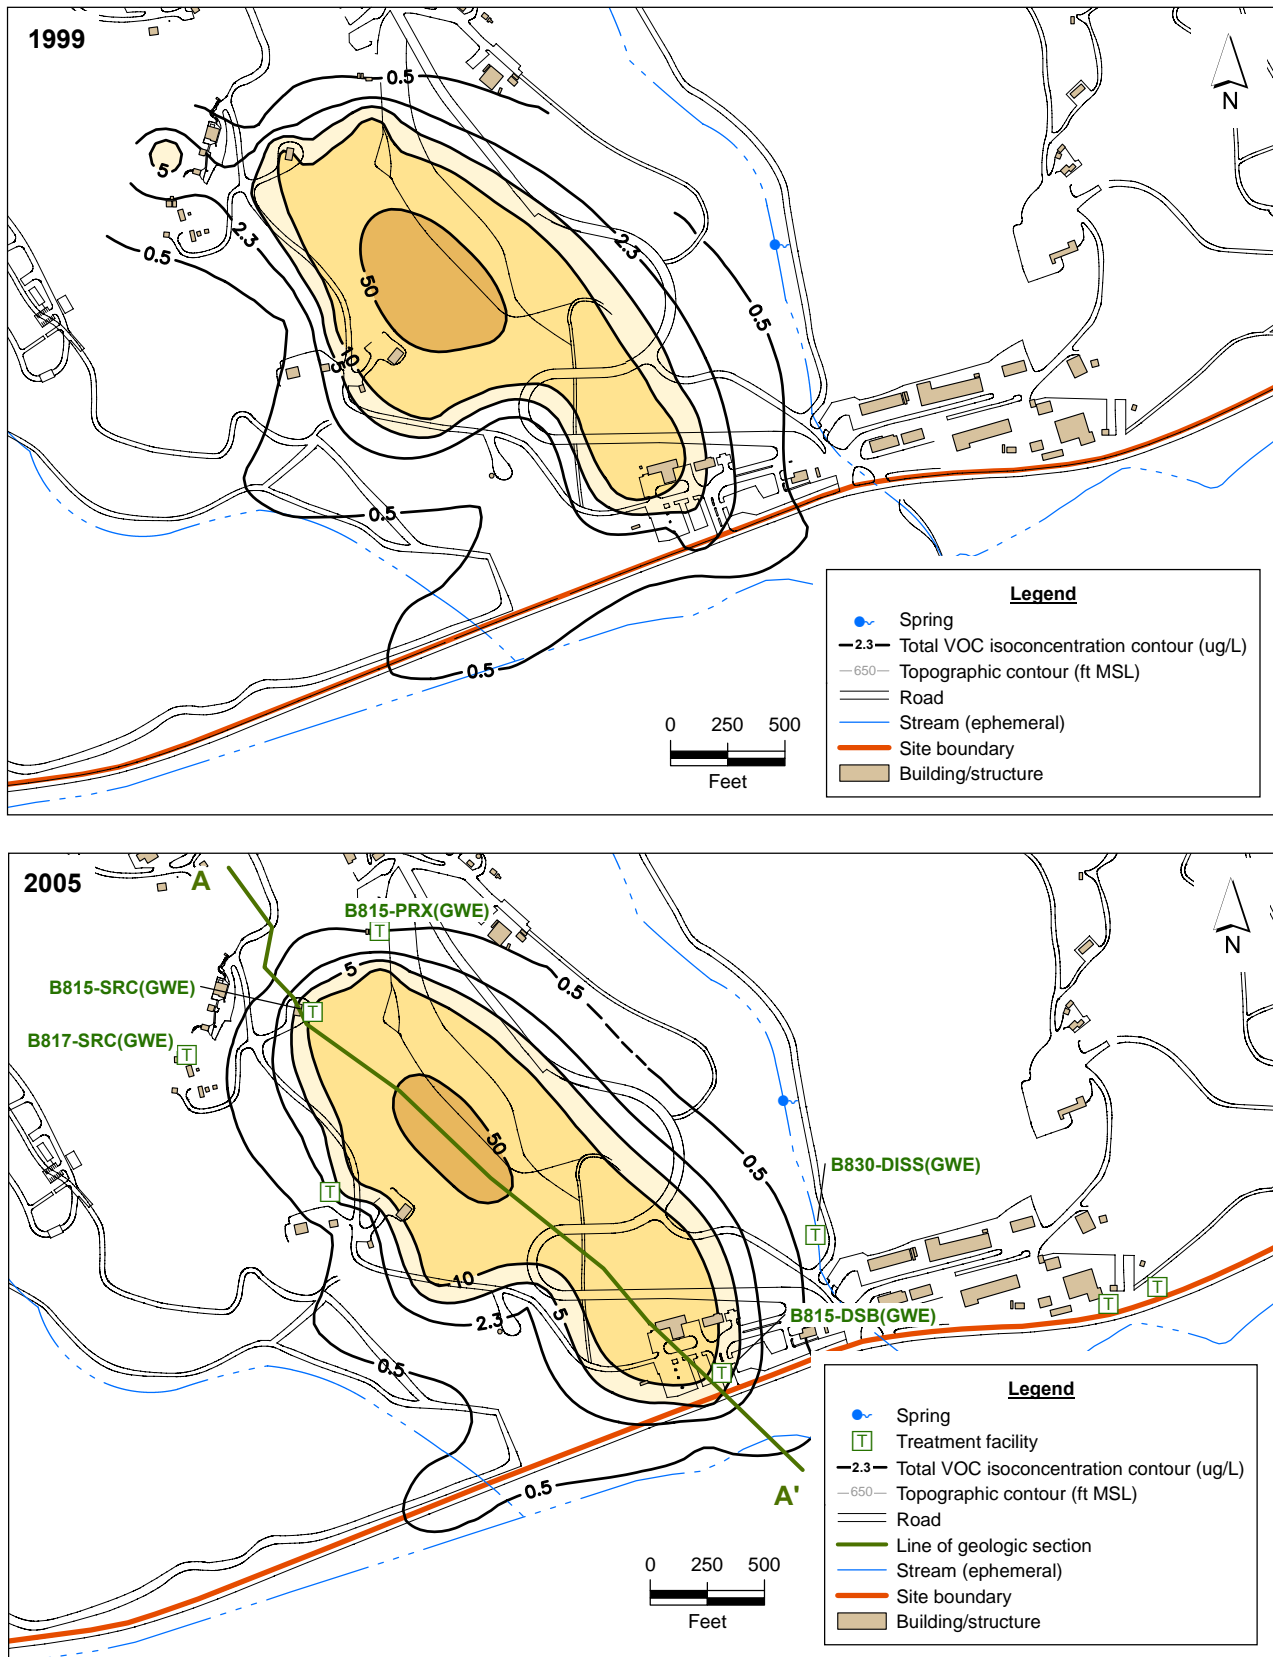 1999
0.5
N
5
2.3
0.5
2.3
50
0.5
10
5
0.5
0.5
0 250 500
Feet
Legend
Spring
2.3 Total VOC isoconcentration contour (ug/L)
650 Topographic contour (ft MSL)
Road
Stream (ephemeral)
Site boundary
Building/structure
2005
A
N
B815-PRX(GWE)
5
B815-SRC(GWE)
T
T
0.5
B817-SRC(GWE)
T
50
0.5
B830-DISS(GWE)
T
T
10
5
2.3
T
T
B815-DSB(GWE)
0.5
T
0.5
A'
0 250 500
Feet
Legend
Spring
T Treatment facility
2.3 Total VOC isoconcentration contour (ug/L)
650 Topographic contour (ft MSL)
Road
Line of geologic section
Stream (ephemeral)
Site boundary
Building/structure